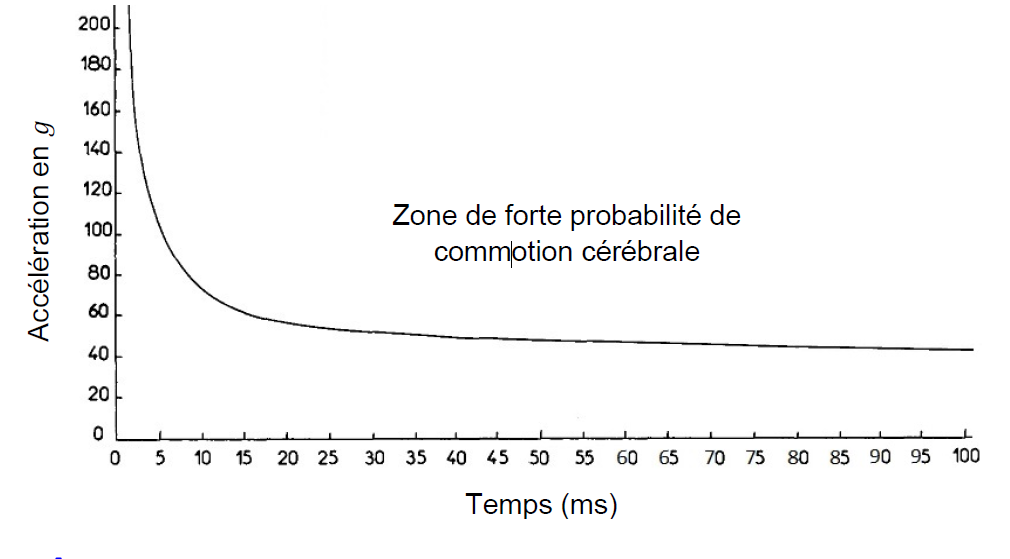 200
180
160
140
120
100
80
60
40
20
0
Accélération en g
Zone de forte probabilité de
commotion cérébrale
0 5 10 15 20 25 30 35 40 45 50 55 60 65 70 75 80 85 90 95 100
Temps (ms)